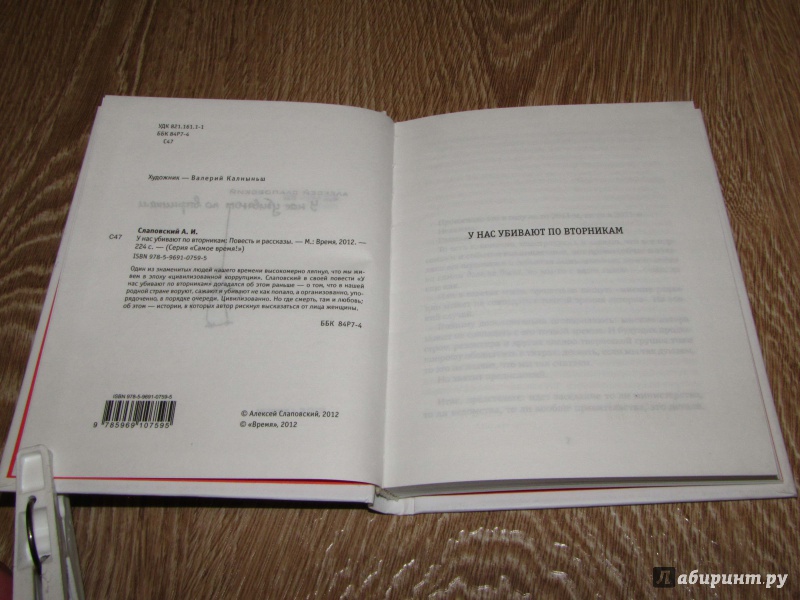 УДК 821.161.1-1
ББК 84Р7-4
С47
Художник — Валерий Калныньш
Слаповский А. И.
С47
У нас убивают по вторникам: Повесть и рассказы. — М.: Время, 2012. —
224 с. — (Серия «Самое время!»)
ISBN 978-5-9691-0759-5
Один из знаменитых людей нашего времени высокомерно ляпнул, что мы жи-
вем в эпоху «цивилизованной коррупции». Слаповский в своей повести «У
нас убивают по вторникам» догадался об этом раньше — о том, что в нашей
родной стране воруют, сажают и убивают не как попало, а организованно, упо-
рядоченно, в порядке очереди. Цивилизованно. Но где смерть, там и любовь;
об этом — истории, в которых автор рискнул высказаться от лица женщины.
ББК 84Р7-4
ISBN 978-5-9691-0759-5
9 785969 107595
© Алексей Слаповский, 2012
© «Время», 2012
У НАС УБИВАЮТ ПО ВТОРНИКАМ
Лабиринт.ру